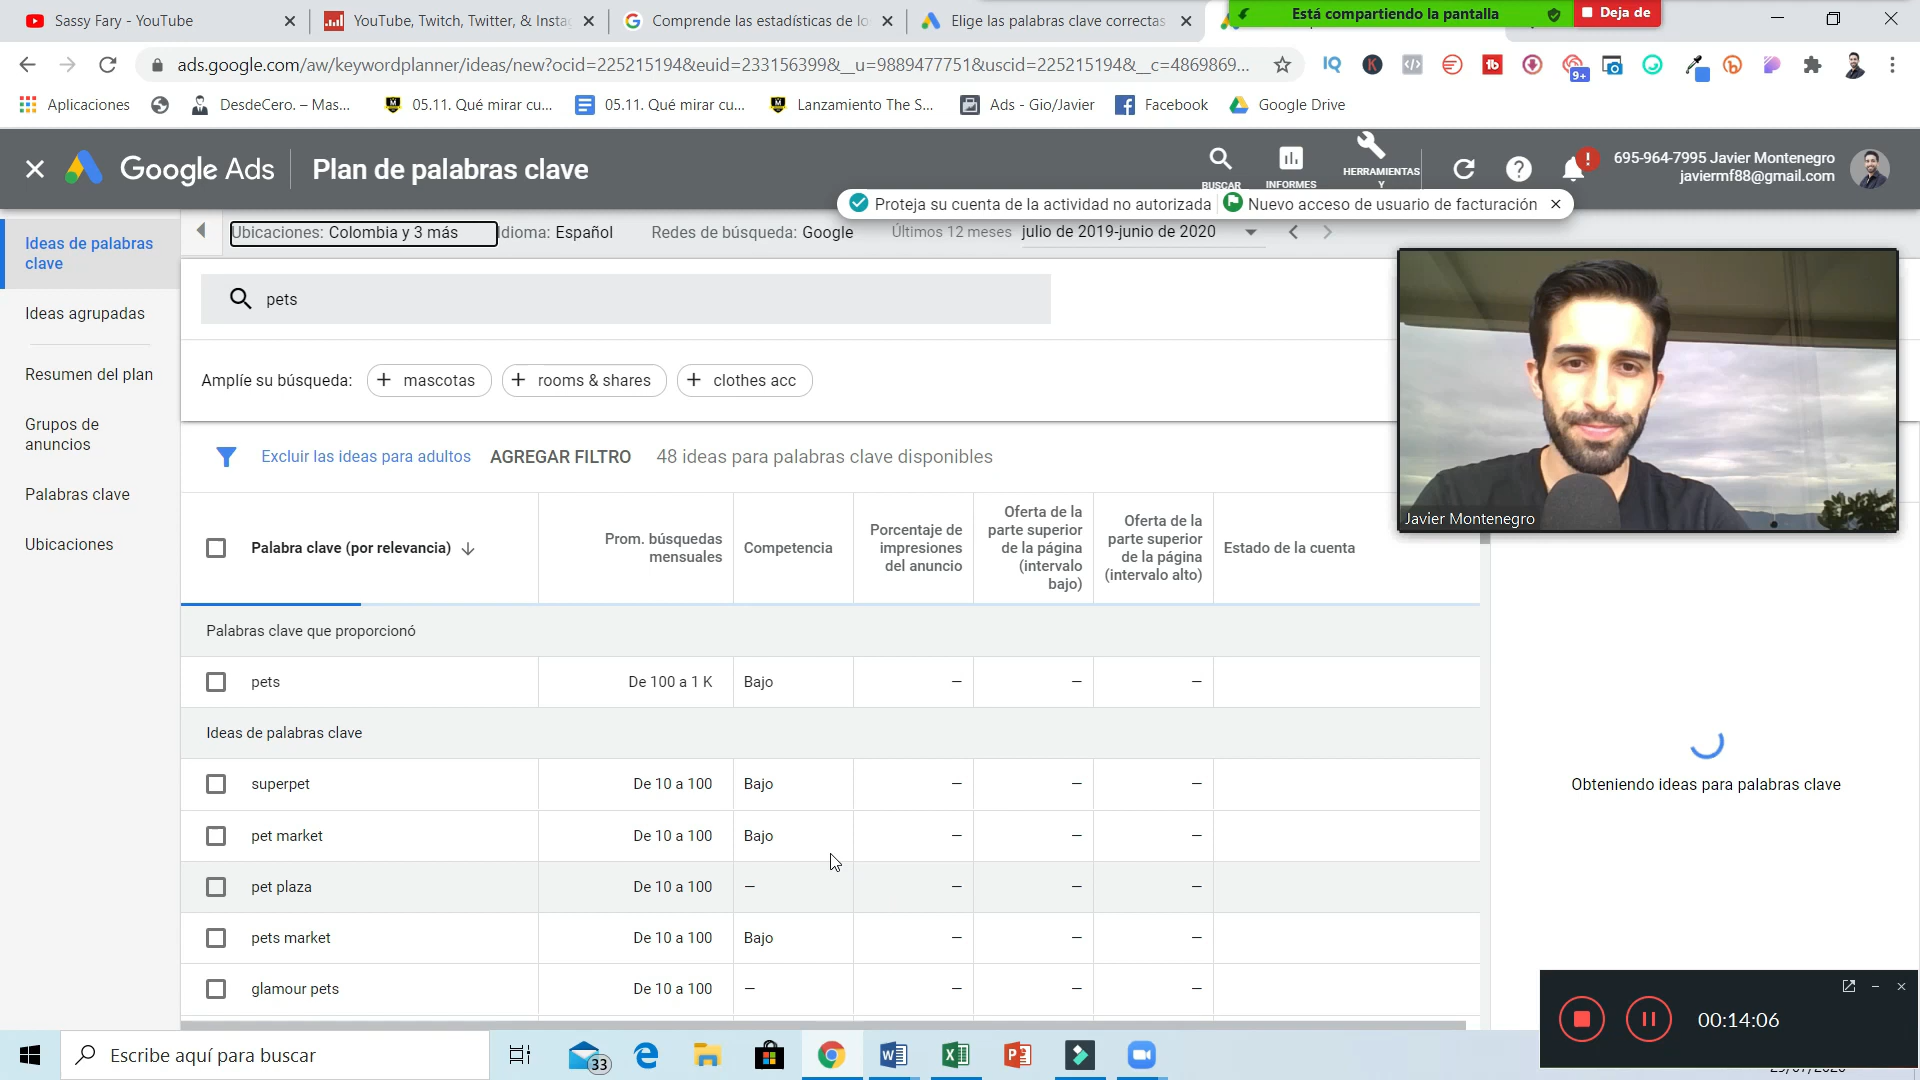 Sassy Fary - YouTube
YouTube, Twitch, Twitter, & Insta
Comprende las estadísticas de lo
Elige las palabras clave correctas
Está compartiendo la pantalla
Deja de
ads.google.com/aw/keywordplanner/ideas/new?ocid=225215194&euid=233156399&__u=9889477751&uscid=225215194&__c=4869869...
IQ
K
9+
Aplicaciones
DesdeCero. – Mas...
05.11. Qué mirar cu...
05.11. Qué mirar cu...
Lanzamiento The S...
Ads - Gio/Javier
Facebook
Google Drive
Google Ads
Plan de palabras clave
BUSCAR
INFORMES
HERRAMIENTAS
Y
695-964-7995 Javier Montenegro
javiermf88@gmail.com
Proteja su cuenta de la actividad no autorizada
Nuevo acceso de usuario de facturación
Ideas de palabras
clave
Ideas agrupadas
Resumen del plan
Grupos de
anuncios
Palabras clave
Ubicaciones
Ubicaciones: Colombia y 3 más
Idioma: Español
Redes de búsqueda: Google
Últimos 12 meses
julio de 2019-junio de 2020
pets
Amplíe su búsqueda:
+ mascotas
+ rooms & shares
+ clothes acc
Excluir las ideas para adultos
AGREGAR FILTRO
48 ideas para palabras clave disponibles
Javier Montenegro
Palabra clave (por relevancia)
Prom. búsquedas
mensuales
Competencia
Porcentaje de
impresiones
del anuncio
Oferta de la
parte superior
de la página
(intervalo
bajo)
Oferta de la
parte superior
de la página
(intervalo alto)
Estado de la cuenta
Palabras clave que proporcionó
pets De 100 a 1 K Bajo – – –
Ideas de palabras clave
superpet De 10 a 100 Bajo – – –
pet market De 10 a 100 Bajo – – –
pet plaza De 10 a 100 – – – –
pets market De 10 a 100 Bajo – – –
glamour pets De 10 a 100 – – – –
Obteniendo ideas para palabras clave
00:14:06
Escribe aquí para buscar
33